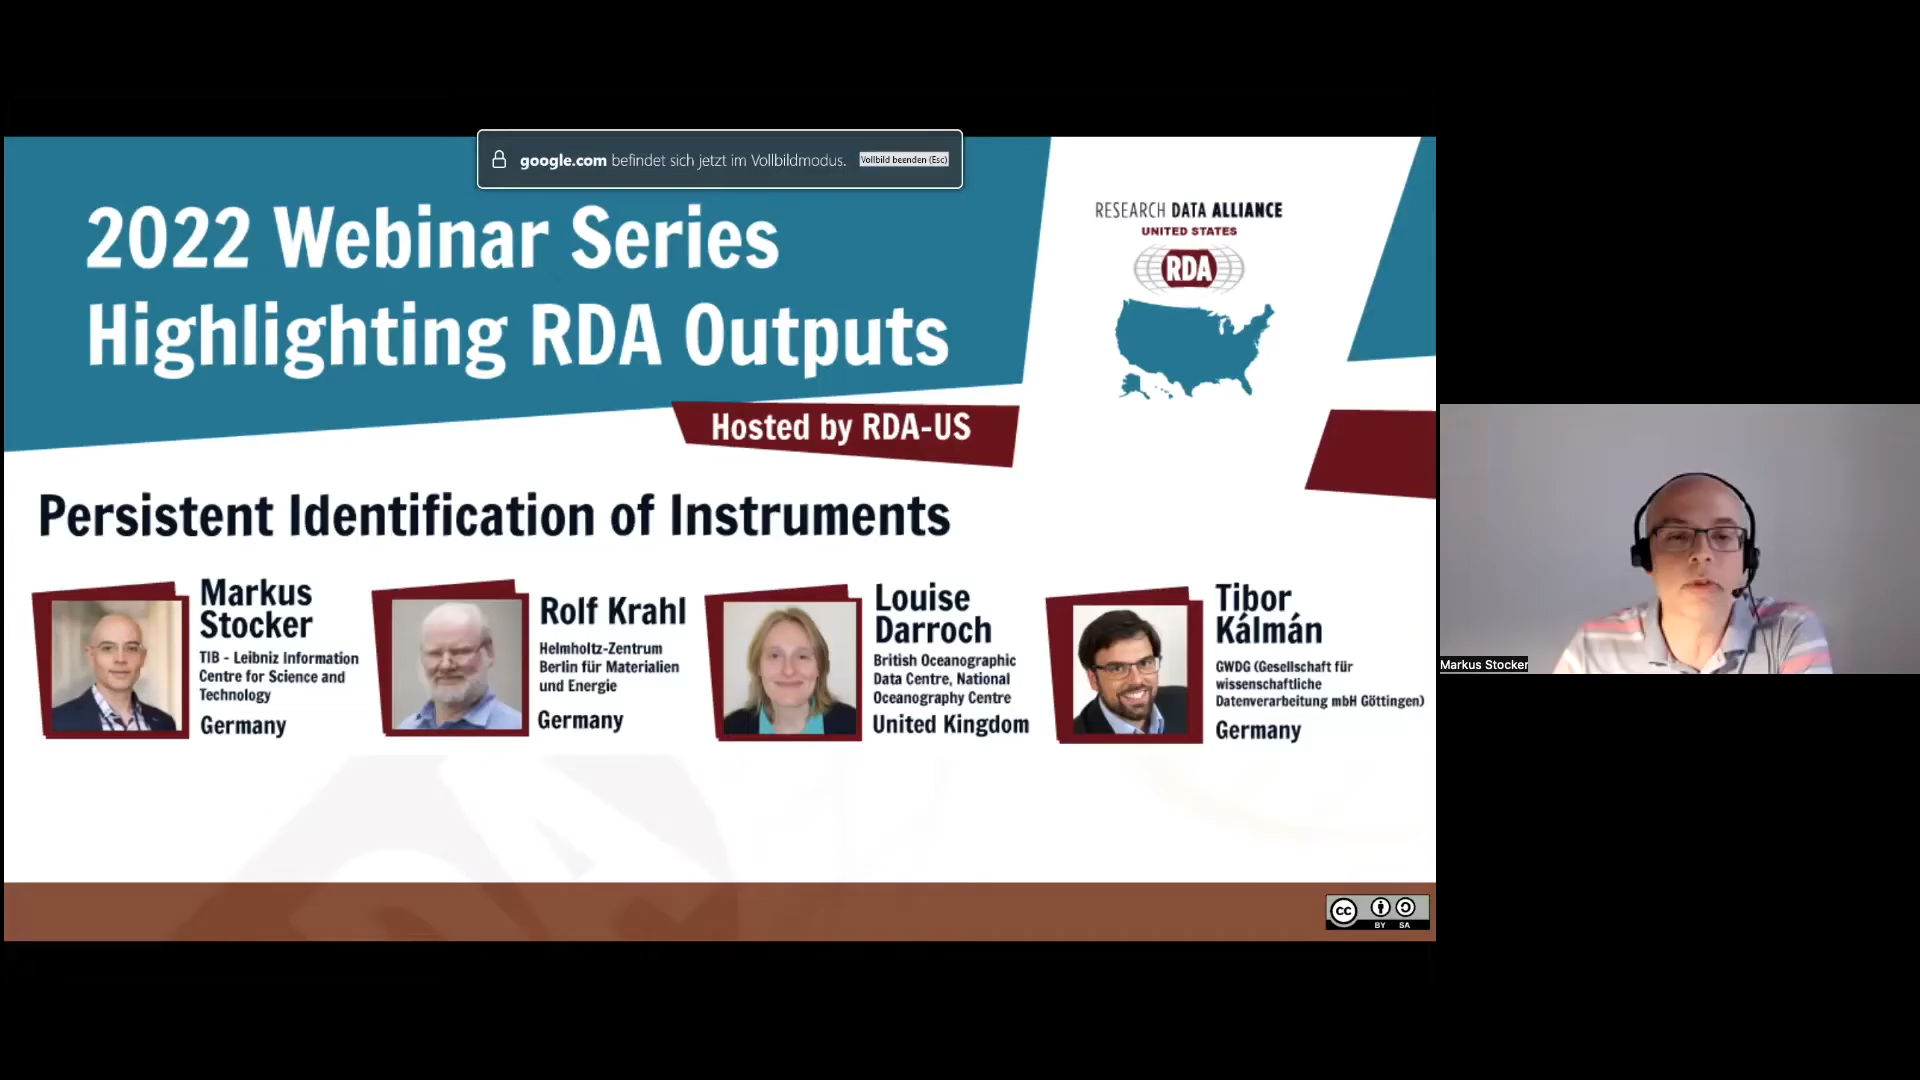 google.com befindet sich jetzt im Vollbildmodus. Vollbild beenden (Esc)
2022 Webinar Series
Highlighting RDA Outputs
Hosted by RDA-US
RESEARCH DATA ALLIANCE
UNITED STATES
RDA
Persistent Identification of Instruments
Markus
Stocker
TIB - Leibniz Information
Centre for Science and
Technology
Germany
Rolf Krahl
Helmholtz-Zentrum
Berlin für Materialien
und Energie
Germany
Louise
Darroch
British Oceanographic
Data Centre, National
Oceanography Centre
United Kingdom
Tibor
Kálmán
GWDG (Gesellschaft für
wissenschaftliche
Datenverarbeitung mbH Göttingen)
Germany
Markus Stocker
cc
BY SA